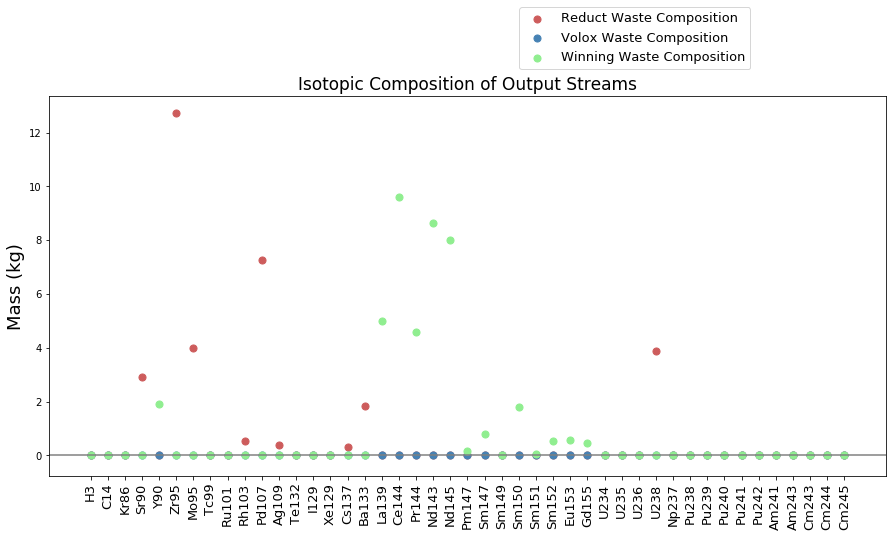 Reduct Waste Composition
Volox Waste Composition
Winning Waste Composition
Isotopic Composition of Output Streams
Mass (kg)
12
10
8
6
4
2
0
H3
C14
Kr86
Sr90
Y90
Zr95
Mo95
Tc99
Ru101
Rh103
Pd107
Ag109
Te132
I129
Xe129
Cs137
Ba133
La139
Ce144
Pr144
Nd143
Nd145
Pm147
Sm147
Sm149
Sm150
Sm151
Sm152
Eu153
Gd155
U234
U235
U236
U238
Np237
Pu238
Pu239
Pu240
Pu241
Pu242
Am241
Am243
Cm243
Cm244
Cm245